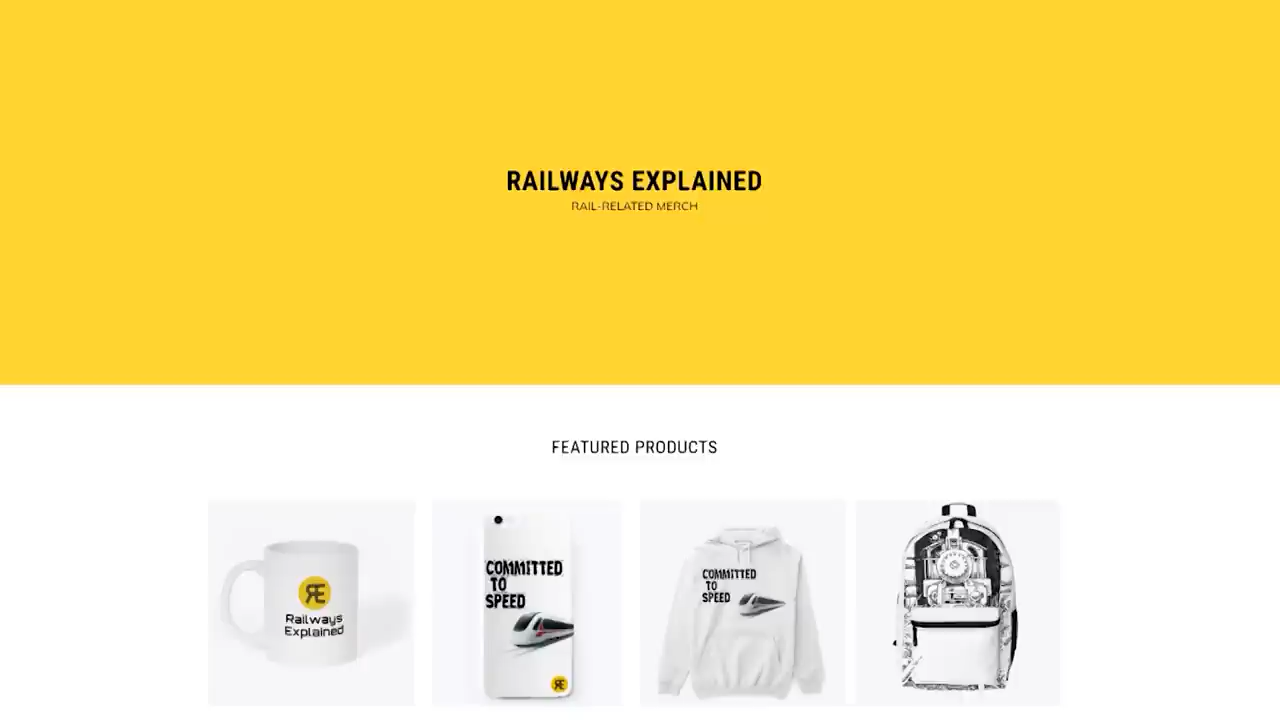 RAILWAYS EXPLAINED
RAIL-RELATED MERCH
FEATURED PRODUCTS
RE
Railways
Explained
COMMITTED
TO
SPEED
RE
COMMITTED
TO
SPEED